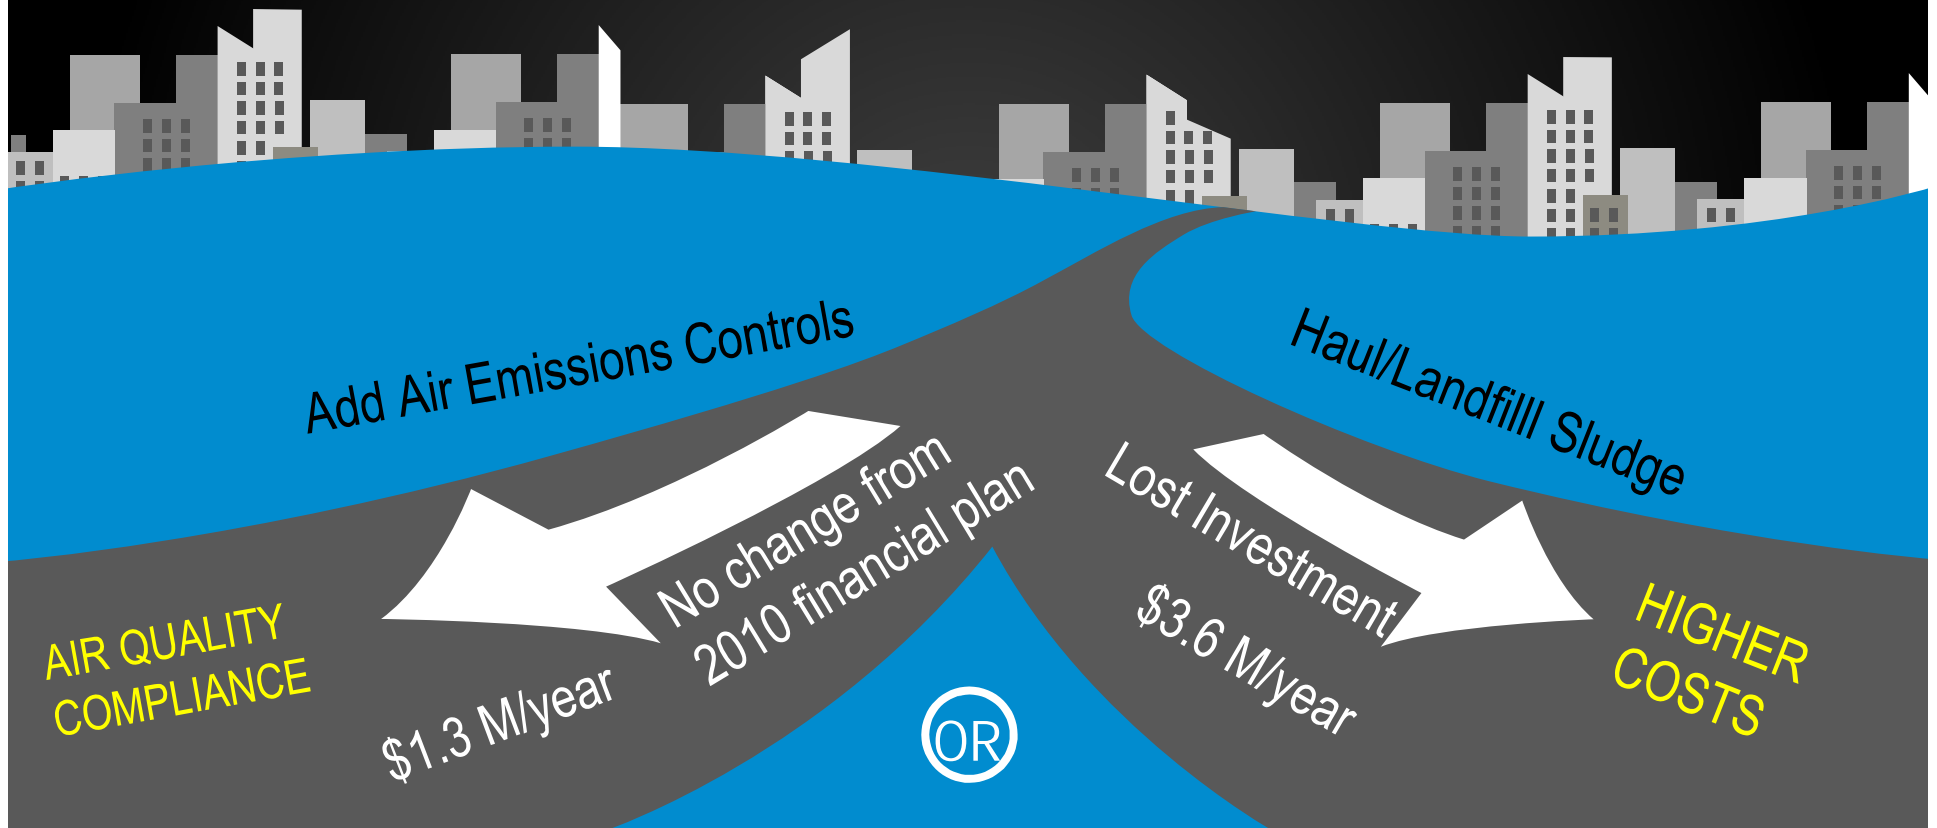 Add Air Emissions Controls
Haul/Landfilll Sludge
No change from
2010 financial plan
Lost Investment
AIR QUALITY
COMPLIANCE
$1.3 M/year
$3.6 M/year
HIGHER
COSTS
OR